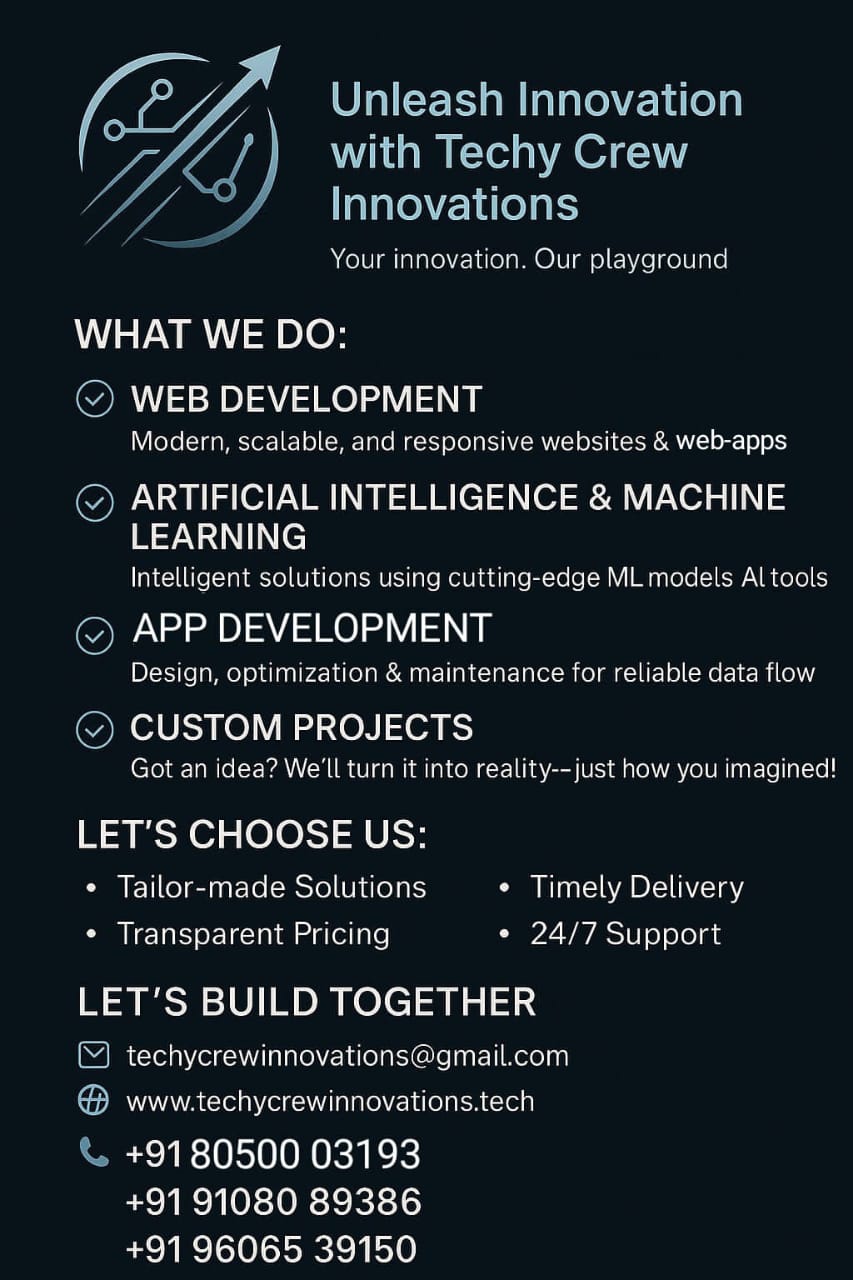 Unleash Innovation
with Techy Crew
Innovations
Your innovation. Our playground
WHAT WE DO:
WEB DEVELOPMENT
Modern, scalable, and responsive websites & web-apps
ARTIFICIAL INTELLIGENCE & MACHINE
LEARNING
Intelligent solutions using cutting-edge ML models AI tools
APP DEVELOPMENT
Design, optimization & maintenance for reliable data flow
CUSTOM PROJECTS
Got an idea? We'll turn it into reality--just how you imagined!
LET'S CHOOSE US:
• Tailor-made Solutions • Timely Delivery
• Transparent Pricing • 24/7 Support
LET'S BUILD TOGETHER
techycrewinnovations@gmail.com
www.techycrewinnovations.tech
+91 80500 03193
+91 91080 89386
+91 96065 39150